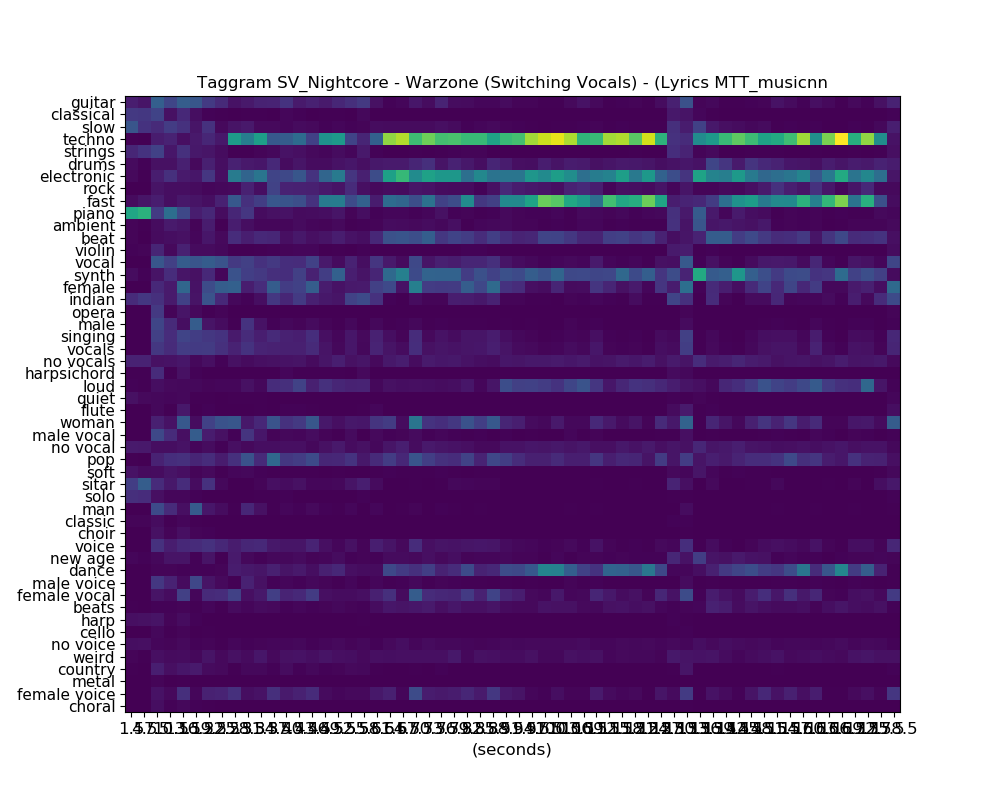 Taggram SV_Nightcore - Warzone (Switching Vocals) - (Lyrics MTT_musicnn
guitar
classical
slow
techno
strings
drums
electronic
rock
fast
piano
ambient
beat
violin
vocal
synth
female
indian
opera
male
singing
vocals
no vocals
harpsichord
loud
quiet
flute
woman
male vocal
no vocal
pop
soft
sitar
solo
man
classic
choir
voice
new age
dance
male voice
female vocal
beats
harp
cello
no voice
weird
country
metal
female voice
choral
(seconds)